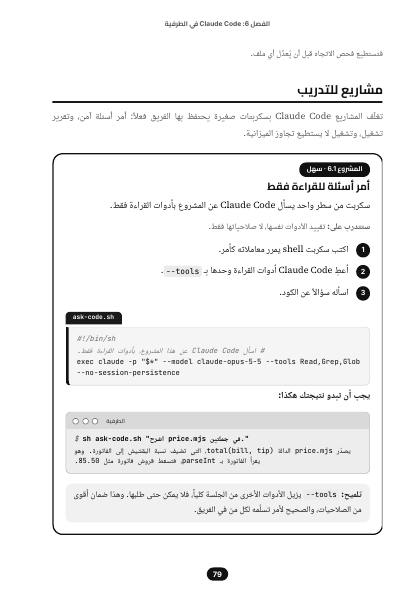 الفصل 6: Claude Code في الطرفية
فتستطيع فحص الاتجاه قبل أن يُعدَّل أي ملف.
مشاريع للتدريب
تغلّف المشاريع Claude Code بسكربتات صغيرة يحتفظ بها الفريق فعلاً: أمر أسئلة آمن، وتقرير
تشغيل، وتشغيل لا يستطيع تجاوز الميزانية.
المشروع 6.1 · سهل
أمر أسئلة للقراءة فقط
سكربت من سطر واحد يسأل Claude Code عن المشروع بأدوات القراءة فقط.
ستتدرب على: تقييد الأدوات نفسها، لا صلاحياتها فقط.
1 اكتب سكربت shell يمرر معاملاته كأمر.
2 أعطِ Claude Code أدوات القراءة وحدها بـ --tools.
3 اسأله سؤالاً عن الكود.
ask-code.sh
#!/bin/sh
# اسأل Claude Code عن هذا المشروع، بأدوات القراءة فقط.
exec claude -p "$*" --model claude-opus-5-5 --tools Read,Grep,Glob
--no-session-persistence
يجب أن تبدو نتيجتك هكذا:
الطرفية
$ sh ask-code.sh "اشرح price.mjs في جملتين."
يصدّر price.mjs الدالة total(bill, tip)، التي تضيف نسبة البقشيش إلى الفاتورة. وهو
يقرأ الفاتورة بـ parseInt، فتسقط قروش فاتورة مثل 85.50.
تلميح: --tools يزيل الأدوات الأخرى من الجلسة كلياً، فلا يمكن حتى طلبها. وهذا ضمان أقوى
من الصلاحيات، والصحيح لأمر تسلّمه لكل من في الفريق.
79